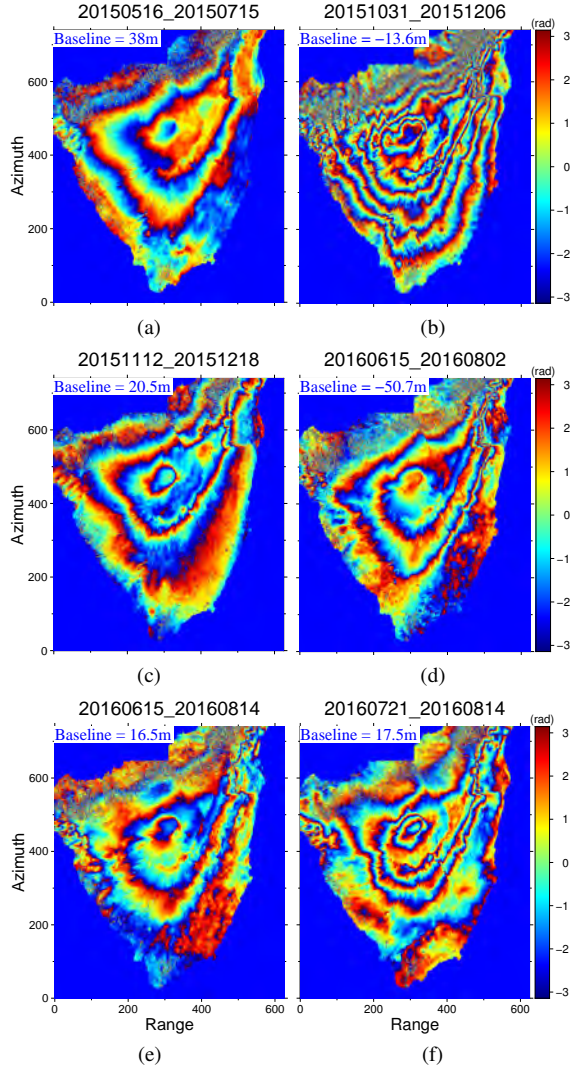 20150516_20150715
20151031_20151206
Baseline = 38m
Baseline = −13.6m
(rad)
Azimuth
600
400
200
0
3
2
1
0
−1
−2
−3
(a)
(b)
20151112_20151218
20160615_20160802
Baseline = 20.5m
Baseline = −50.7m
(rad)
Azimuth
600
400
200
0
3
2
1
0
−1
−2
−3
(c)
(d)
20160615_20160814
20160721_20160814
Baseline = 16.5m
Baseline = 17.5m
(rad)
Azimuth
600
400
200
0
3
2
1
0
−1
−2
−3
0 200 400 600
0 200 400 600
Range
Range
(e)
(f)